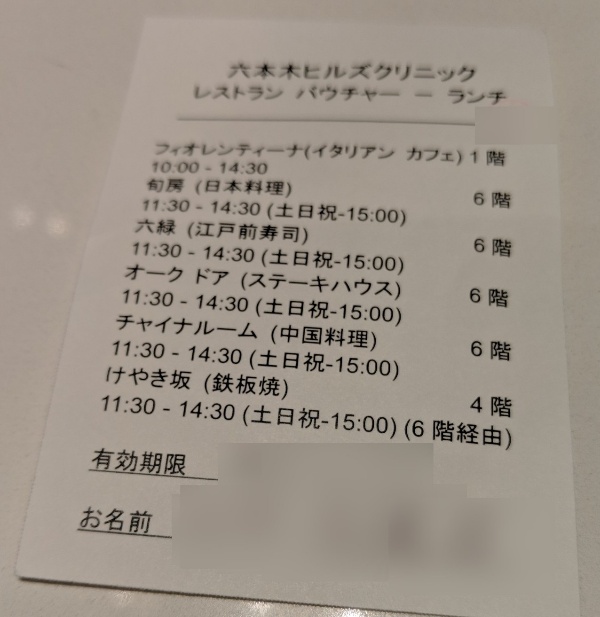 六本木ヒルズクリニック
レストラン バウチャー － ランチ
フィオレンティーナ(イタリアン カフェ) 1 階
10:00 - 14:30
旬房 (日本料理) 6 階
11:30 - 14:30 (土日祝-15:00)
六緑 (江戸前寿司) 6 階
11:30 - 14:30 (土日祝-15:00)
オーク ドア (ステーキハウス) 6 階
11:30 - 14:30 (土日祝-15:00)
チャイナルーム (中国料理) 6 階
11:30 - 14:30 (土日祝-15:00)
けやき坂 (鉄板焼) 4 階
11:30 - 14:30 (土日祝-15:00) (6 階経由)
有効期限
お名前